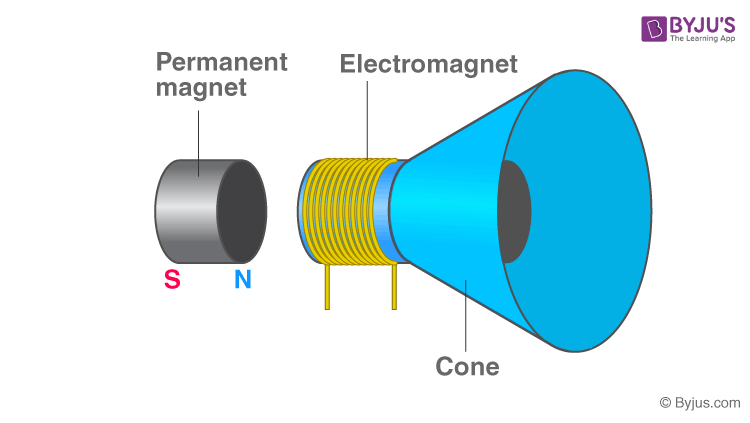 BYJU'S
The Learning App
Permanent
magnet
Electromagnet
S
N
Cone
© Byjus.com